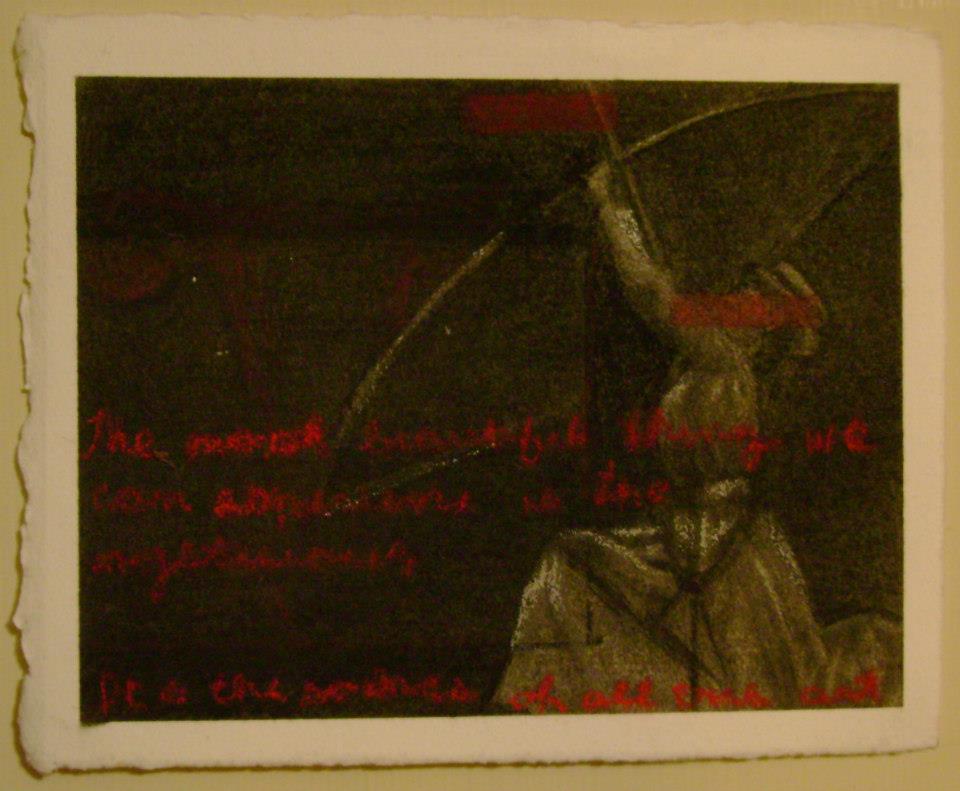 The most beautiful thing we
can experience is the
mysterious,
It is the source of all true art